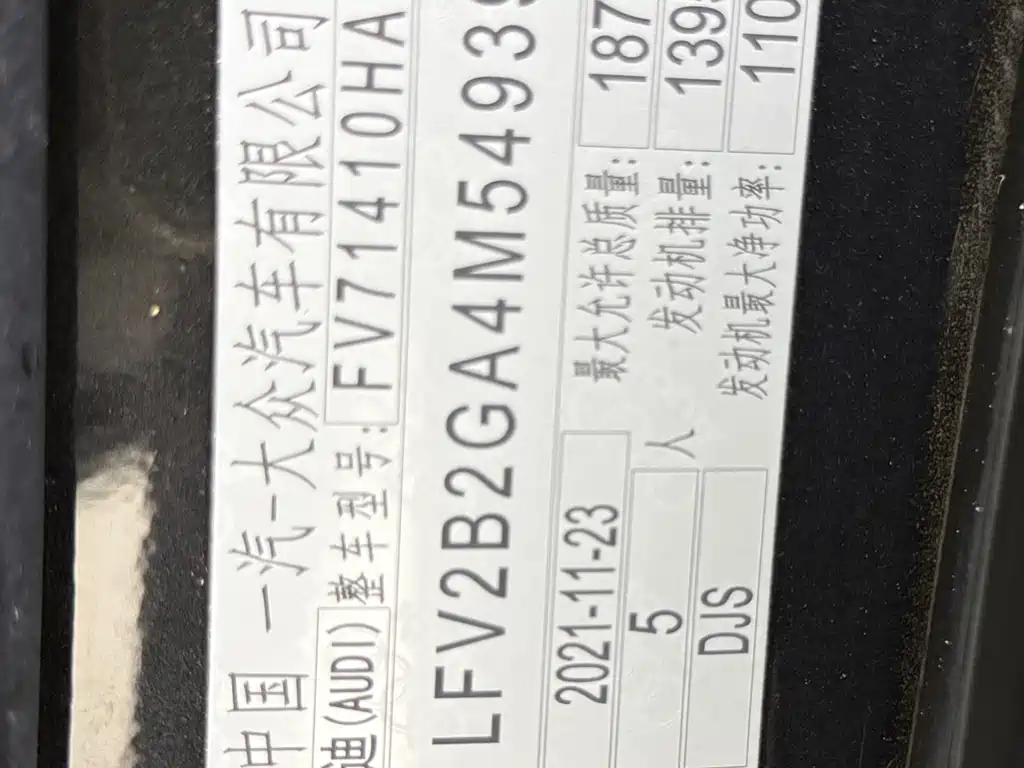 中国 一汽-大众汽车有限公司
迪(AUDI) 整车型号: FV71410HA
LFV2B2GA4M5493
2021-11-23 最大允许总质量: 187
5 人 发动机排量: 139
DJS 发动机最大净功率: 110